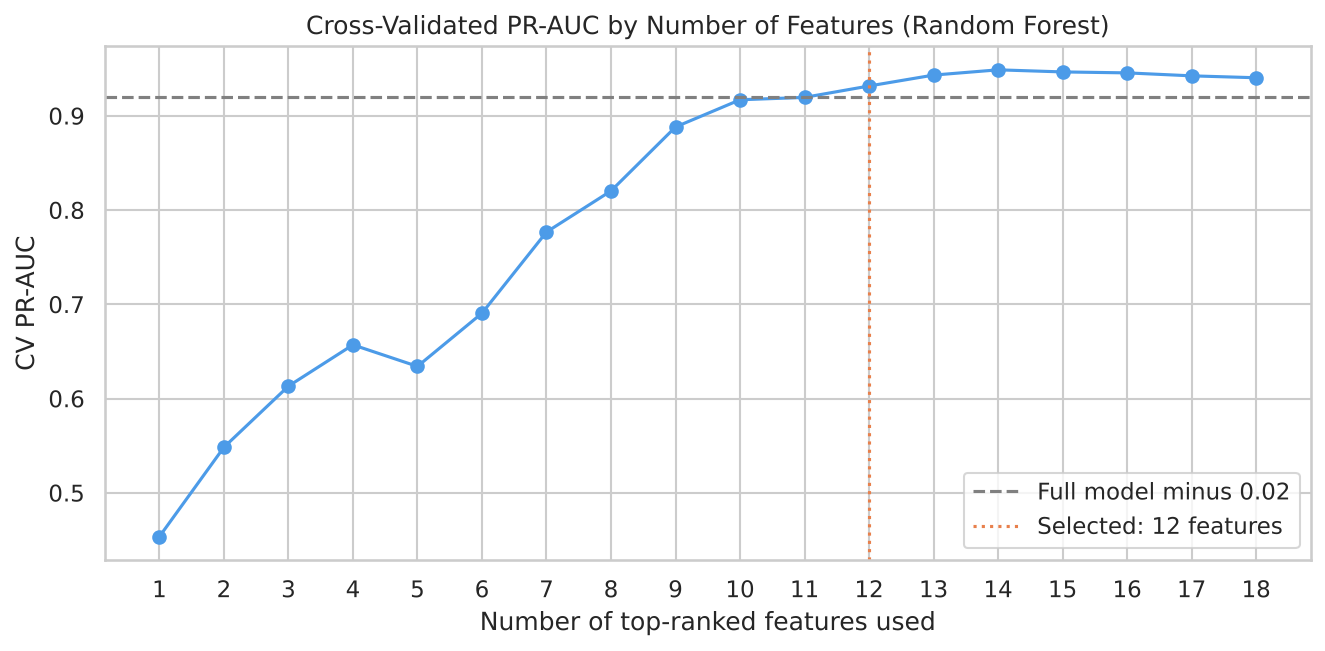 Cross-Validated PR-AUC by Number of Features (Random Forest)
CV PR-AUC
0.9
0.8
0.7
0.6
0.5
Full model minus 0.02
Selected: 12 features
1 2 3 4 5 6 7 8 9 10 11 12 13 14 15 16 17 18
Number of top-ranked features used